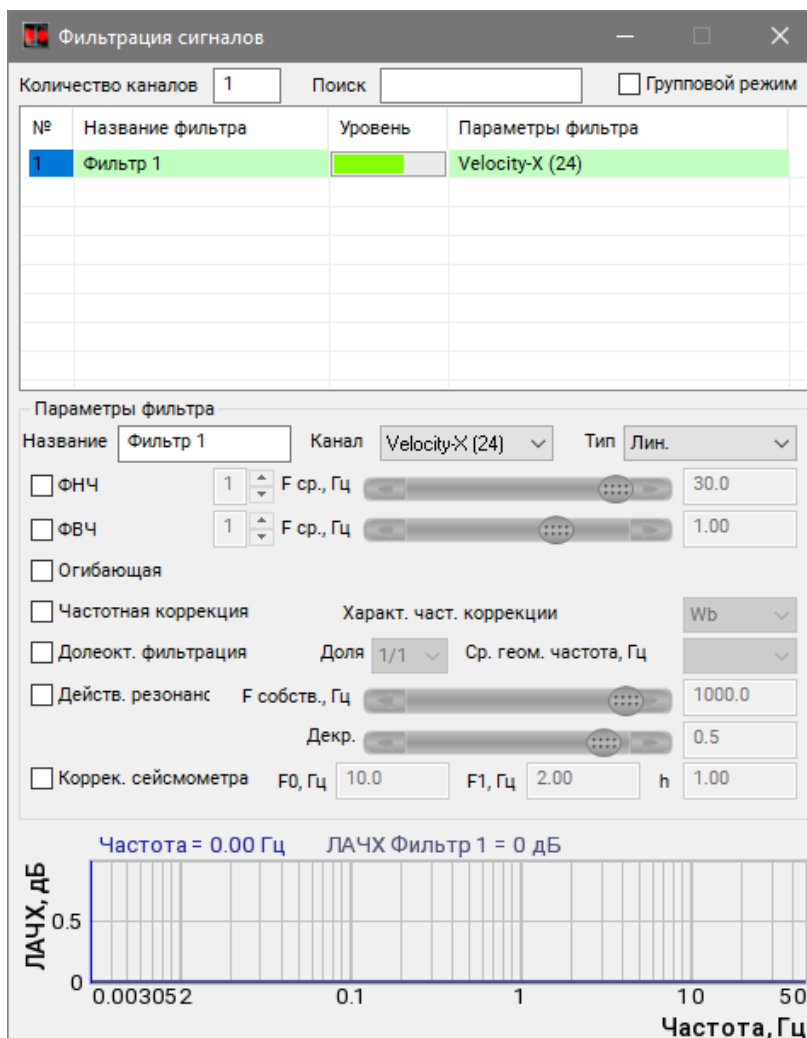 Фильтрация сигналов
Количество каналов 1 Поиск Групповой режим
№ Название фильтра Уровень Параметры фильтра
1 Фильтр 1 Velocity-X (24)
Параметры фильтра
Название Фильтр 1 Канал Velocity-X (24) Тип Лин.
ФНЧ 1 F ср., Гц 30.0
ФВЧ 1 F ср., Гц 1.00
Огибающая
Частотная коррекция Характ. част. коррекции Wb
Долеокт. фильтрация Доля 1/1 Ср. геом. частота, Гц
Действ. резонанс F собств., Гц 1000.0
Декр. 0.5
Коррек. сейсмометра F0, Гц 10.0 F1, Гц 2.00 h 1.00
Частота = 0.00 Гц ЛАЧХ Фильтр 1 = 0 дБ
ЛАЧХ, дБ
0.5
0
0.003052 0.1 1 10 50
Частота, Гц